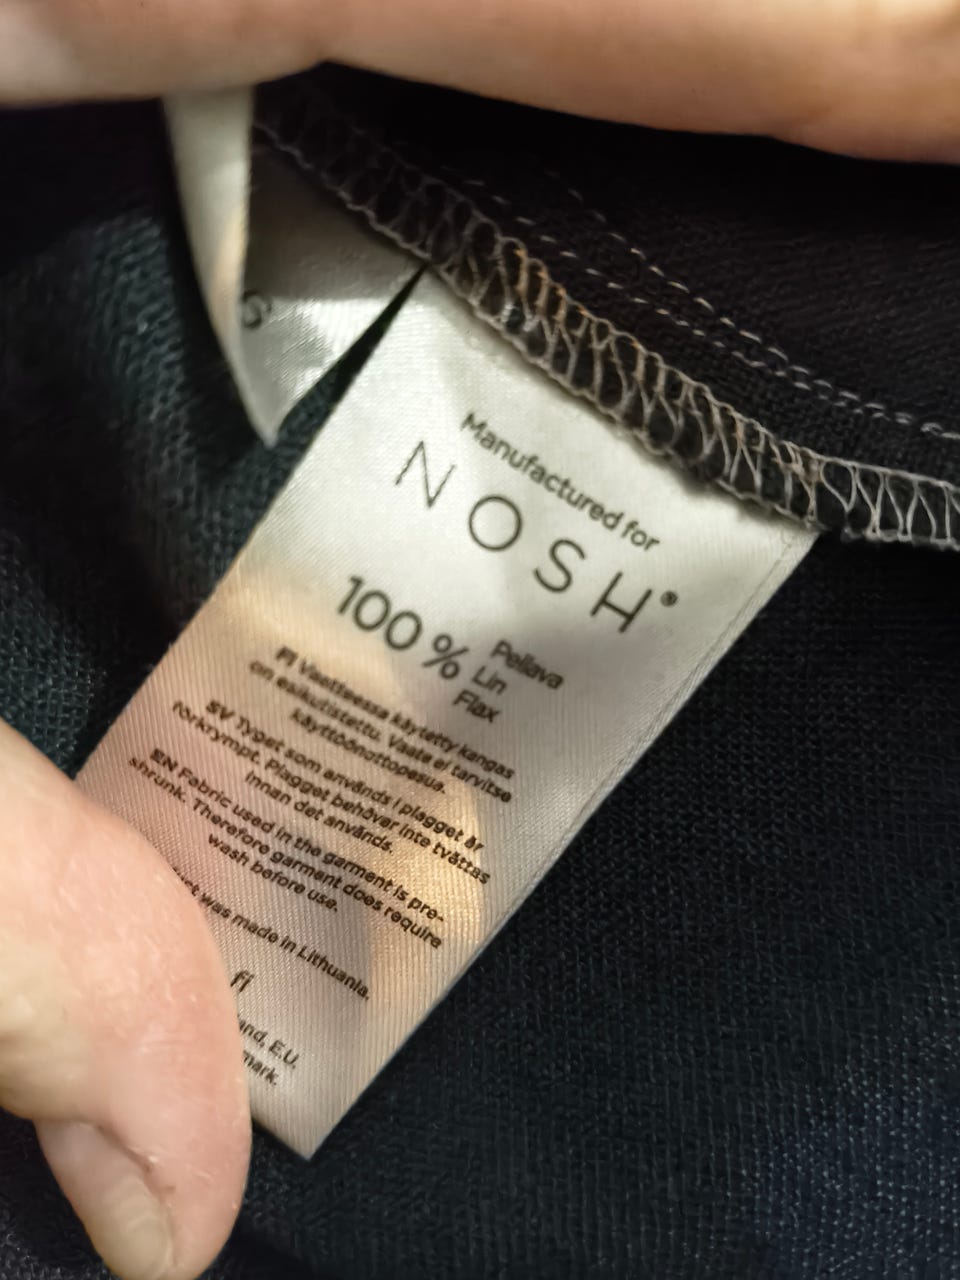 S
Manufactured for
NOSH®
100 % Pellava
Lin
Flax
FI Vaatteessa käytetty kangas
on esikutistettu. Vaate ei tarvitse
käyttöönottopesua.
SV Tyget som används i plagget är
förkrympt. Plagget behöver inte tvättas
innan det används.
EN Fabric used in the garment is pre-
shrunk. Therefore garment does require
wash before use.
was made in Lithuania.
fi
E.U.